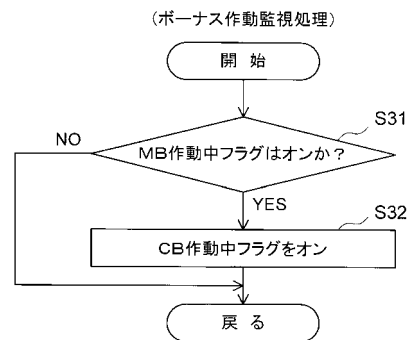 (ボーナス作動監視処理)
開 始
S31
NO
MB作動中フラグはオンか?
YES
S32
CB作動中フラグをオン
戻 る